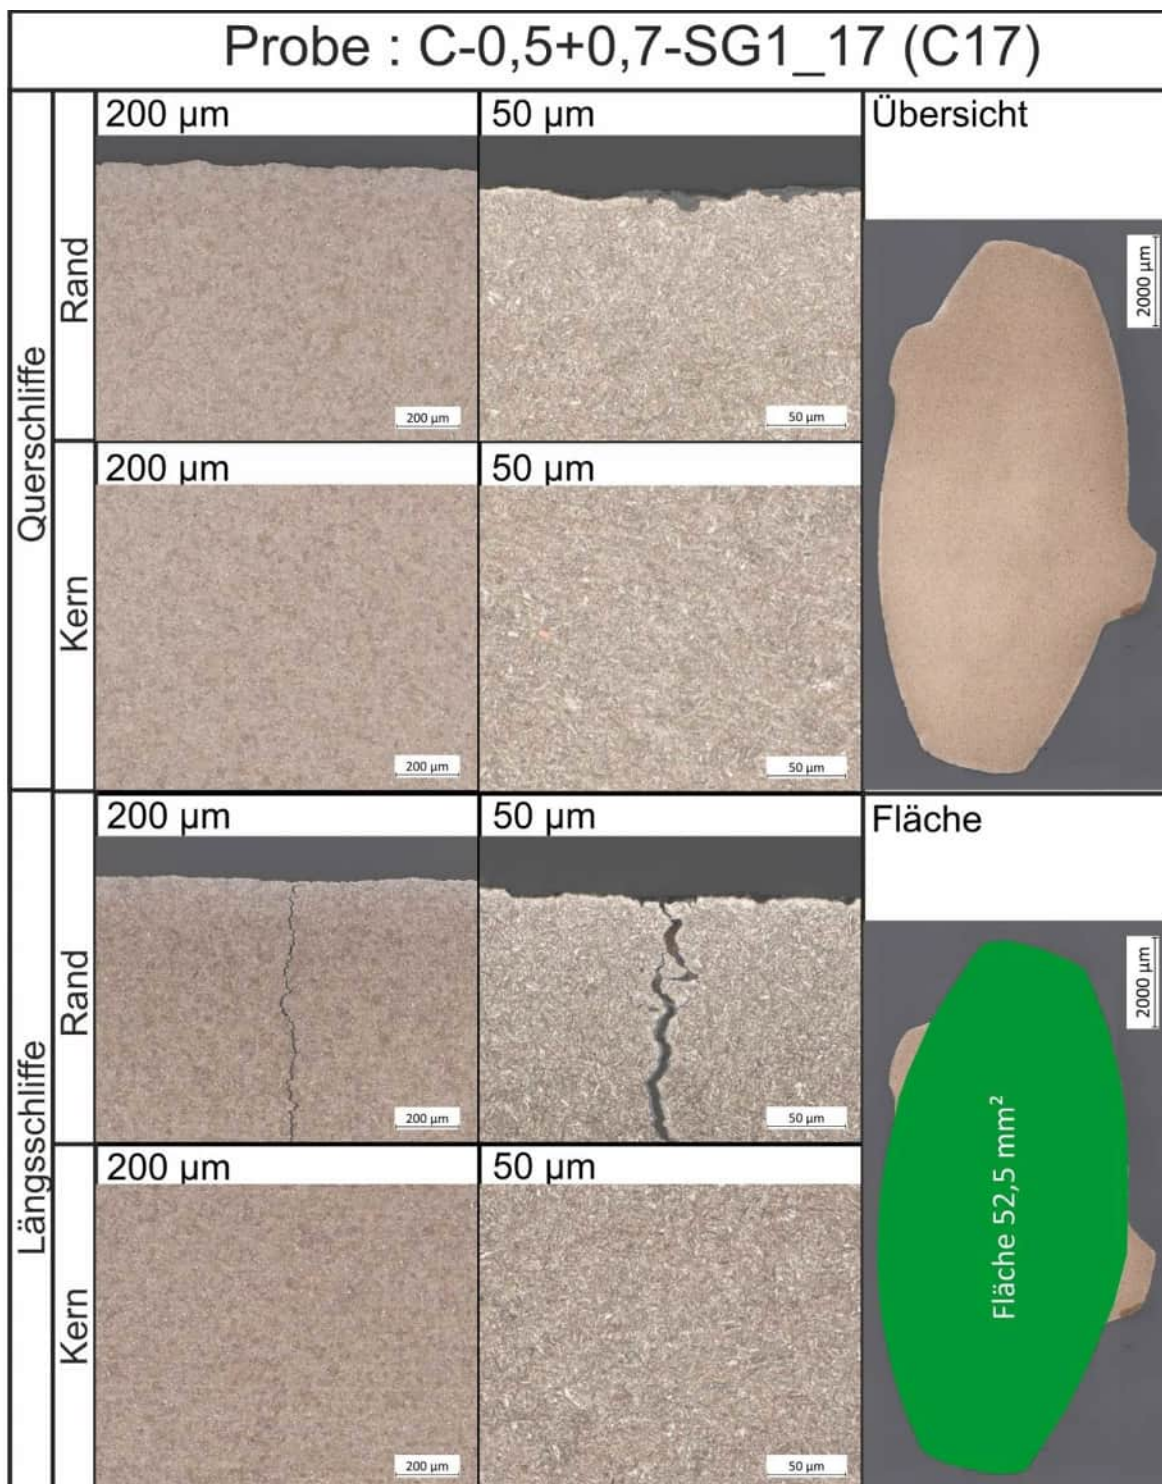 Probe : C-0,5+0,7-SG1_17 (C17)
Querschliffe
Rand
200 µm
200 µm
50 µm
50 µm
Übersicht
2000 µm
Kern
200 µm
200 µm
50 µm
50 µm
Längsschliffe
Rand
200 µm
200 µm
50 µm
50 µm
Fläche
2000 µm
Fläche 52,5 mm²
Kern
200 µm
200 µm
50 µm
50 µm